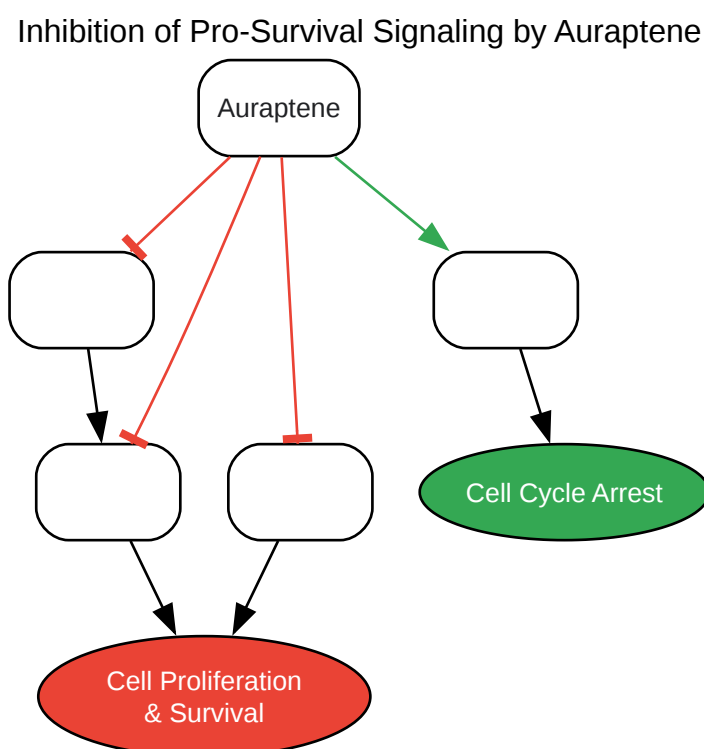 Inhibition of Pro-Survival Signaling by Auraptene
Auraptene
Cell Cycle Arrest
Cell Proliferation
& Survival